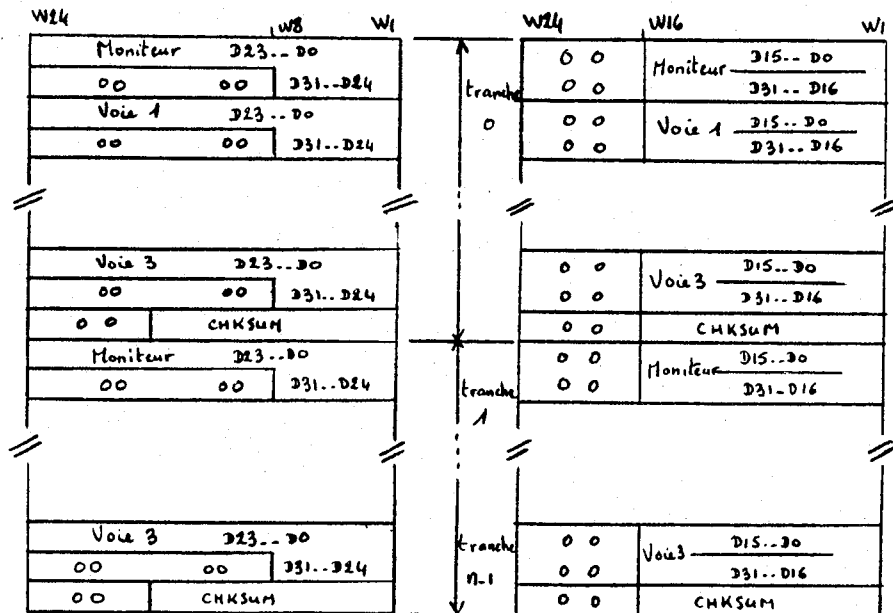 W24 W8 W1
Moniteur D23..D0
00 00 D31..D24
Voie 1 D23..D0
00 00 D31..D24
Voie 3 D23..D0
00 00 D31..D24
00 CHKSUM
Moniteur D23..D0
00 00 D31..D24
Voie 3 D23..D0
00 00 D31..D24
00 CHKSUM
tranche
0
tranche
1
tranche
n-1
W24 W16 W1
0 0 Moniteur D15..D0
0 0 D31..D16
0 0 Voie 1 D15..D0
0 0 D31..D16
0 0 Voie 3 D15..D0
0 0 D31..D16
0 0 CHKSUM
0 0 Moniteur D15..D0
0 0 D31-D16
0 0 Voie 3 D15..D0
0 0 D31..D16
0 0 CHKSUM